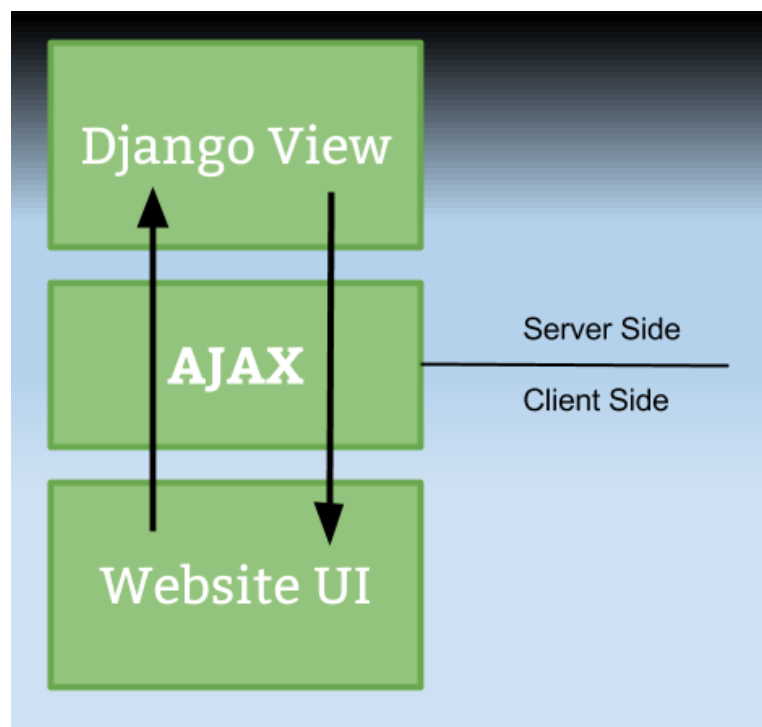 Django View
AJAX
Server Side
Client Side
Website UI